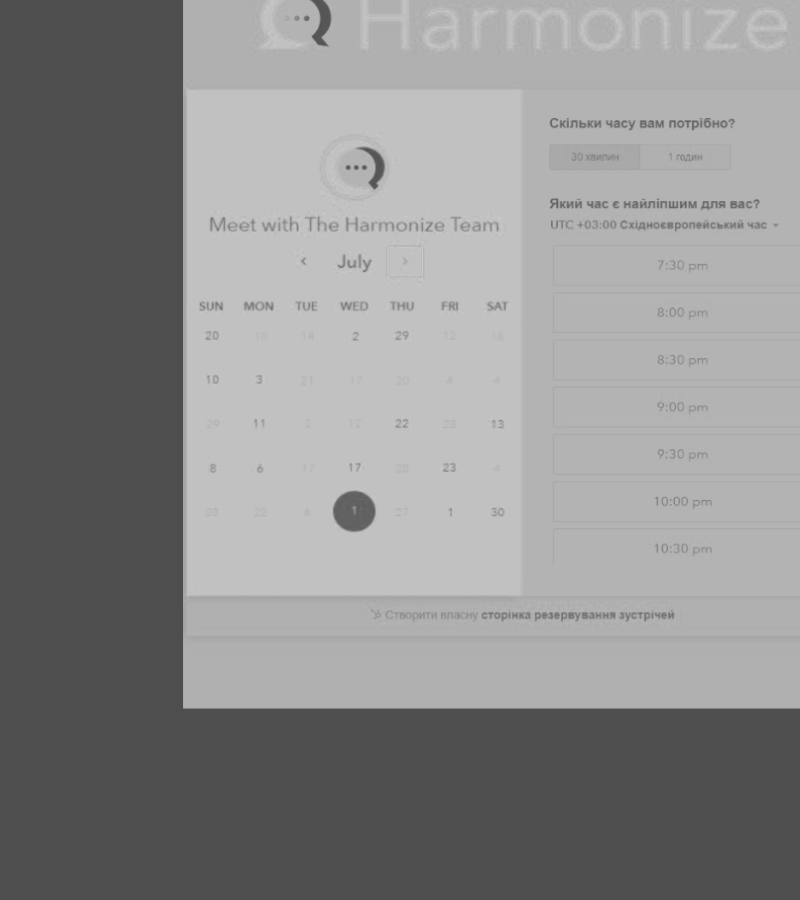 Harmonize
Meet with The Harmonize Team
July
SUN MON TUE WED THU FRI SAT
20 16 14 2 29 12 18
10 3 21 17 20 4 4
29 11 2 12 22 28 13
8 6 17 17 28 23 4
23 22 6 1 27 1 30
Скільки часу вам потрібно?
30 хвилин 1 годин
Який час є найліпшим для вас?
UTC +03:00 Східноєвропейський час
7:30 pm
8:00 pm
8:30 pm
9:00 pm
9:30 pm
10:00 pm
10:30 pm
Створити власну сторінка резервування зустрічей